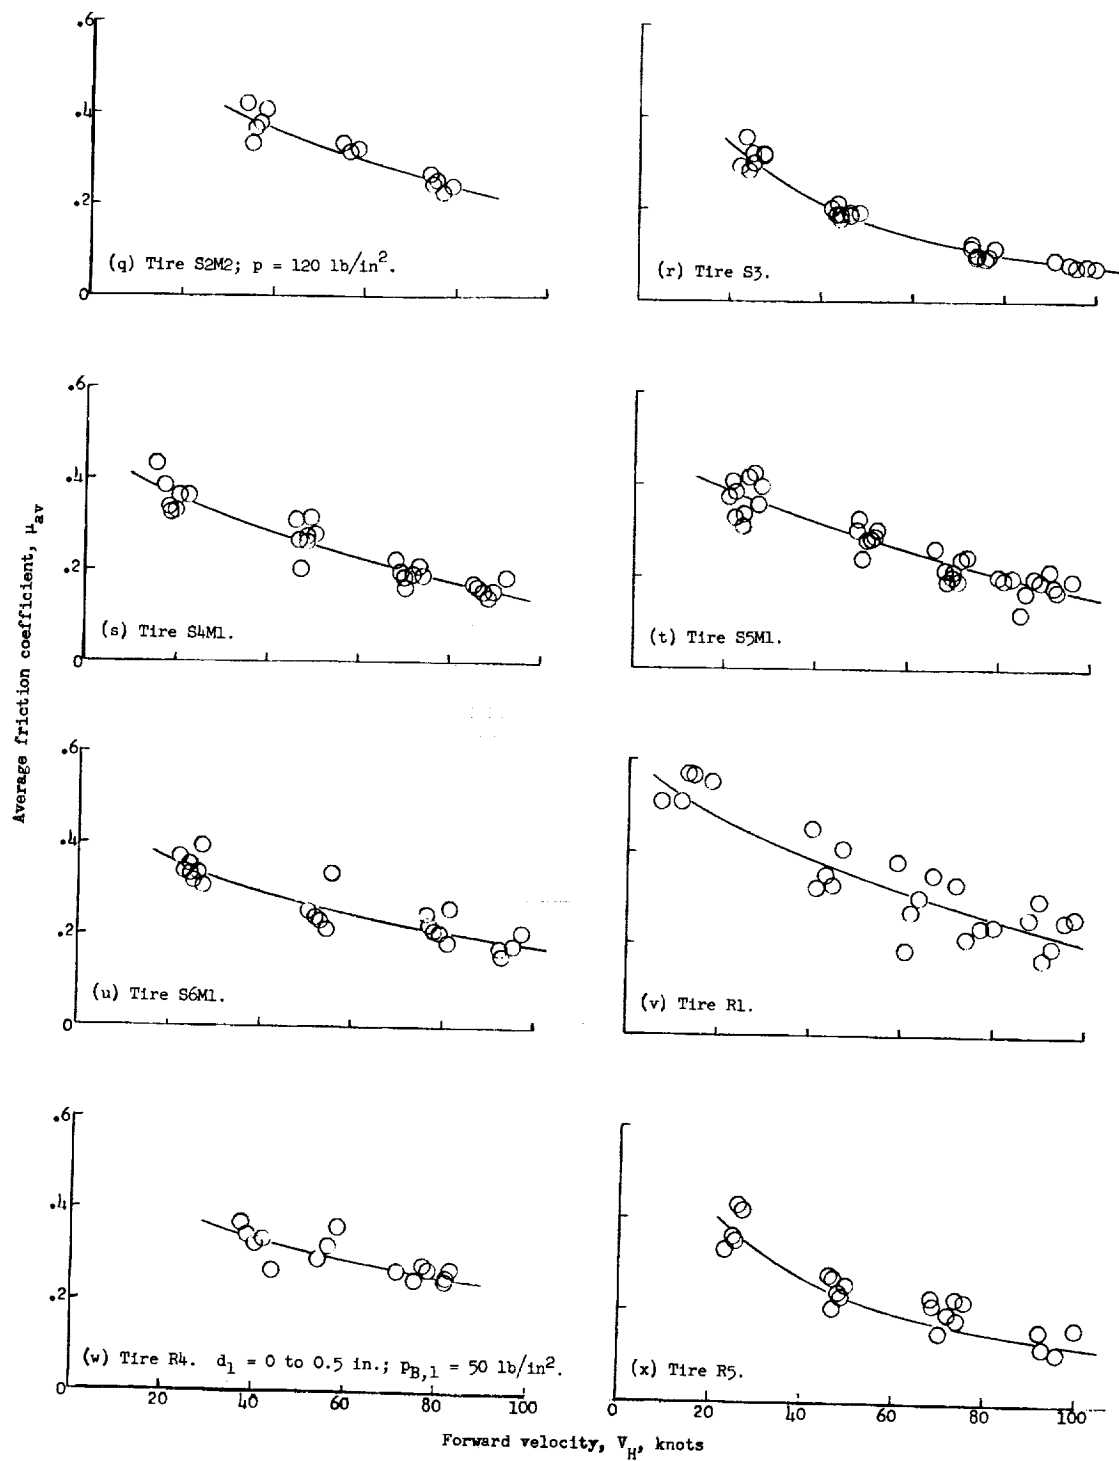 .6
.4
.2
0
(q) Tire S2M2; p = 120 lb/in².
(r) Tire S3.
.6
.4
.2
0
(s) Tire S4M1.
(t) Tire S5M1.
Average friction coefficient, μav
.6
.4
.2
0
(u) Tire S6M1.
(v) Tire R1.
.6
.4
.2
0
(w) Tire R4. d1 = 0 to 0.5 in.; pB,1 = 50 lb/in².
(x) Tire R5.
20 40 60 80 100
0 20 40 60 80 100
Forward velocity, VH, knots